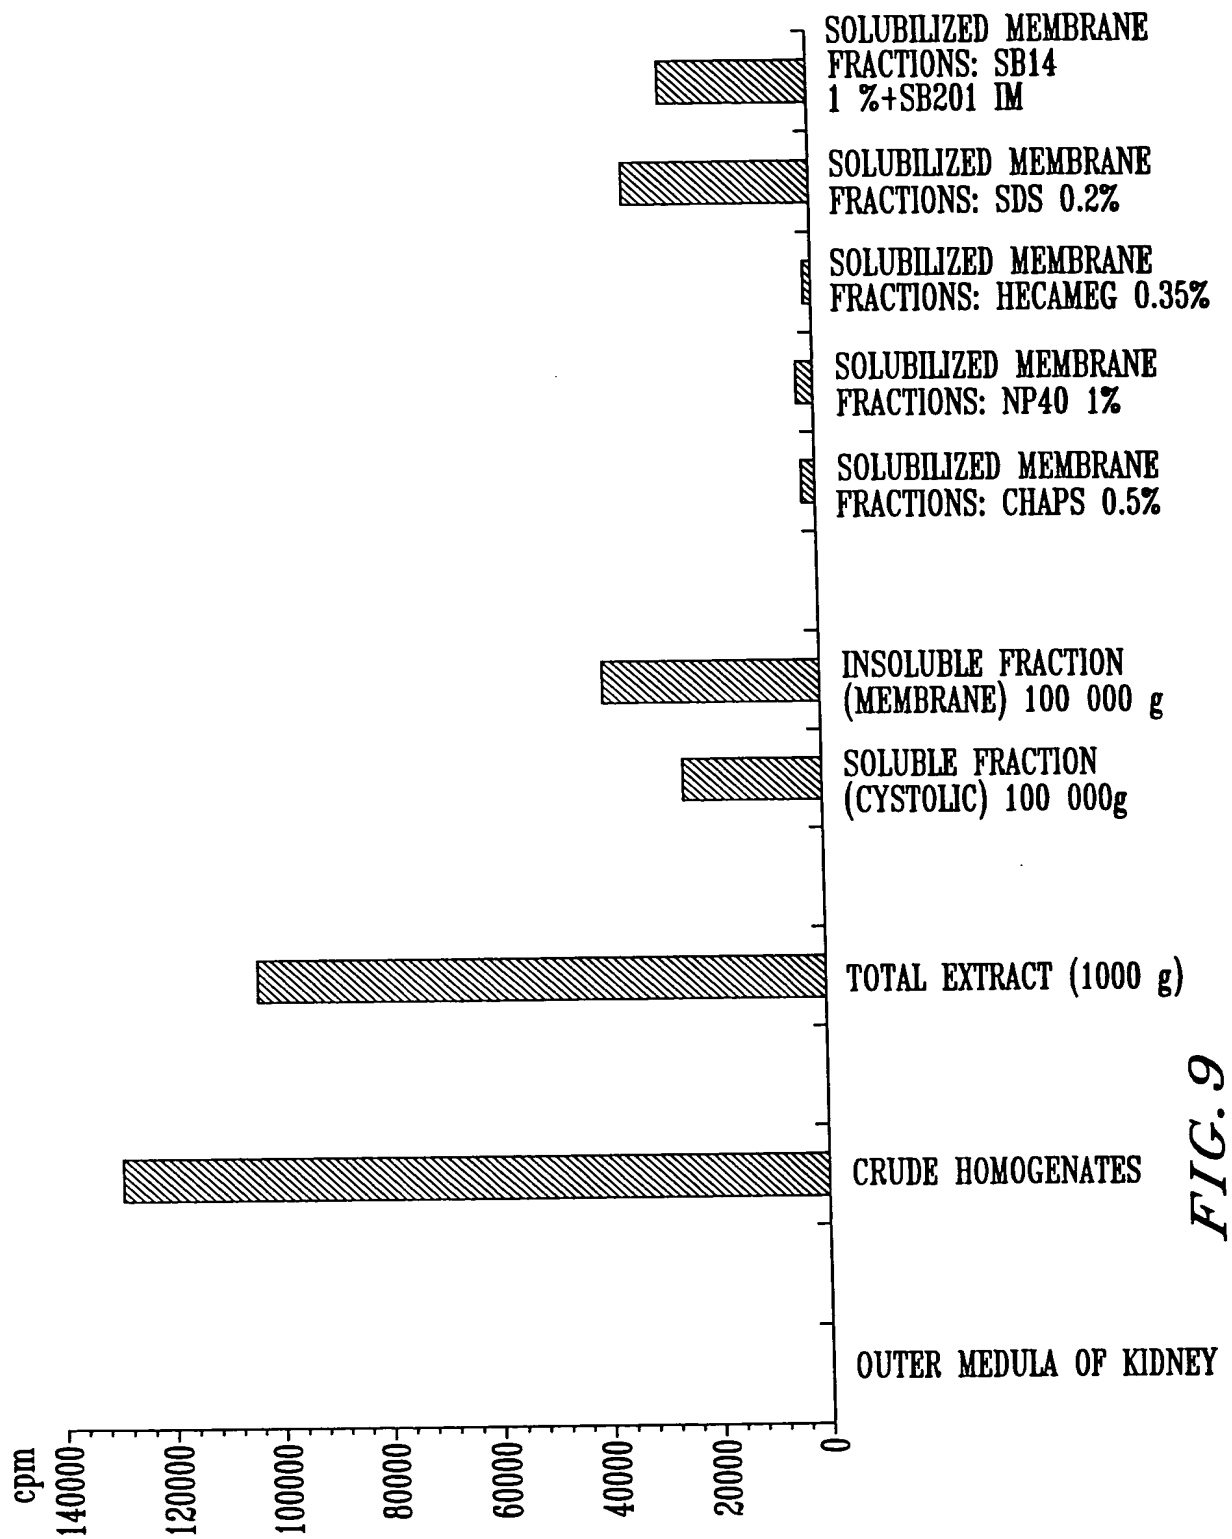 cpm
140000
120000
100000
80000
60000
40000
20000
0
OUTER MEDULA OF KIDNEY
CRUDE HOMOGENATES
TOTAL EXTRACT (1000 g)
SOLUBLE FRACTION
(CYSTOLIC) 100 000g
INSOLUBLE FRACTION
(MEMBRANE) 100 000 g
SOLUBILIZED MEMBRANE
FRACTIONS: CHAPS 0.5%
SOLUBILIZED MEMBRANE
FRACTIONS: NP40 1%
SOLUBILIZED MEMBRANE
FRACTIONS: HECAMEG 0.35%
SOLUBILIZED MEMBRANE
FRACTIONS: SDS 0.2%
SOLUBILIZED MEMBRANE
FRACTIONS: SB14
1 %+SB201 IM
FIG. 9